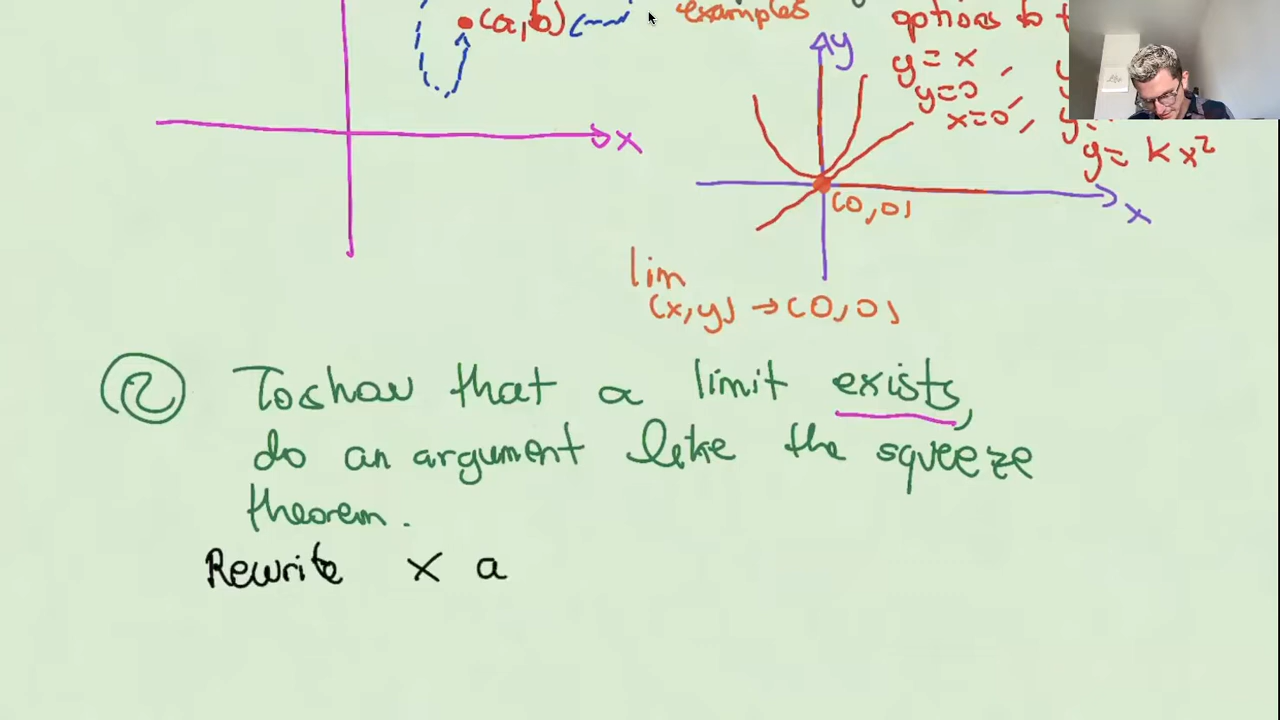 (a,b)
examples
options to t
y = x ,
y=0 ,
x=0 ,
y = kx²
y
x
(0,0)
x
lim
(x,y) → (0,0)
② To show that a limit exists,
do an argument like the squeeze
theorem.
Rewrite x a